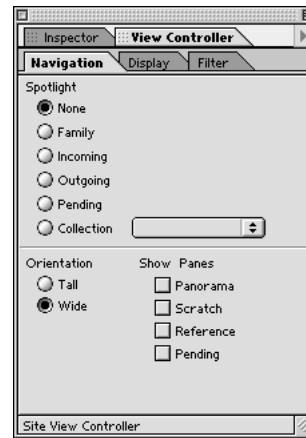 Inspector View Controller
Navigation Display Filter
Spotlight
None
Family
Incoming
Outgoing
Pending
Collection
Orientation Show Panes
Tall Panorama
Wide Scratch
Reference
Pending
Site View Controller